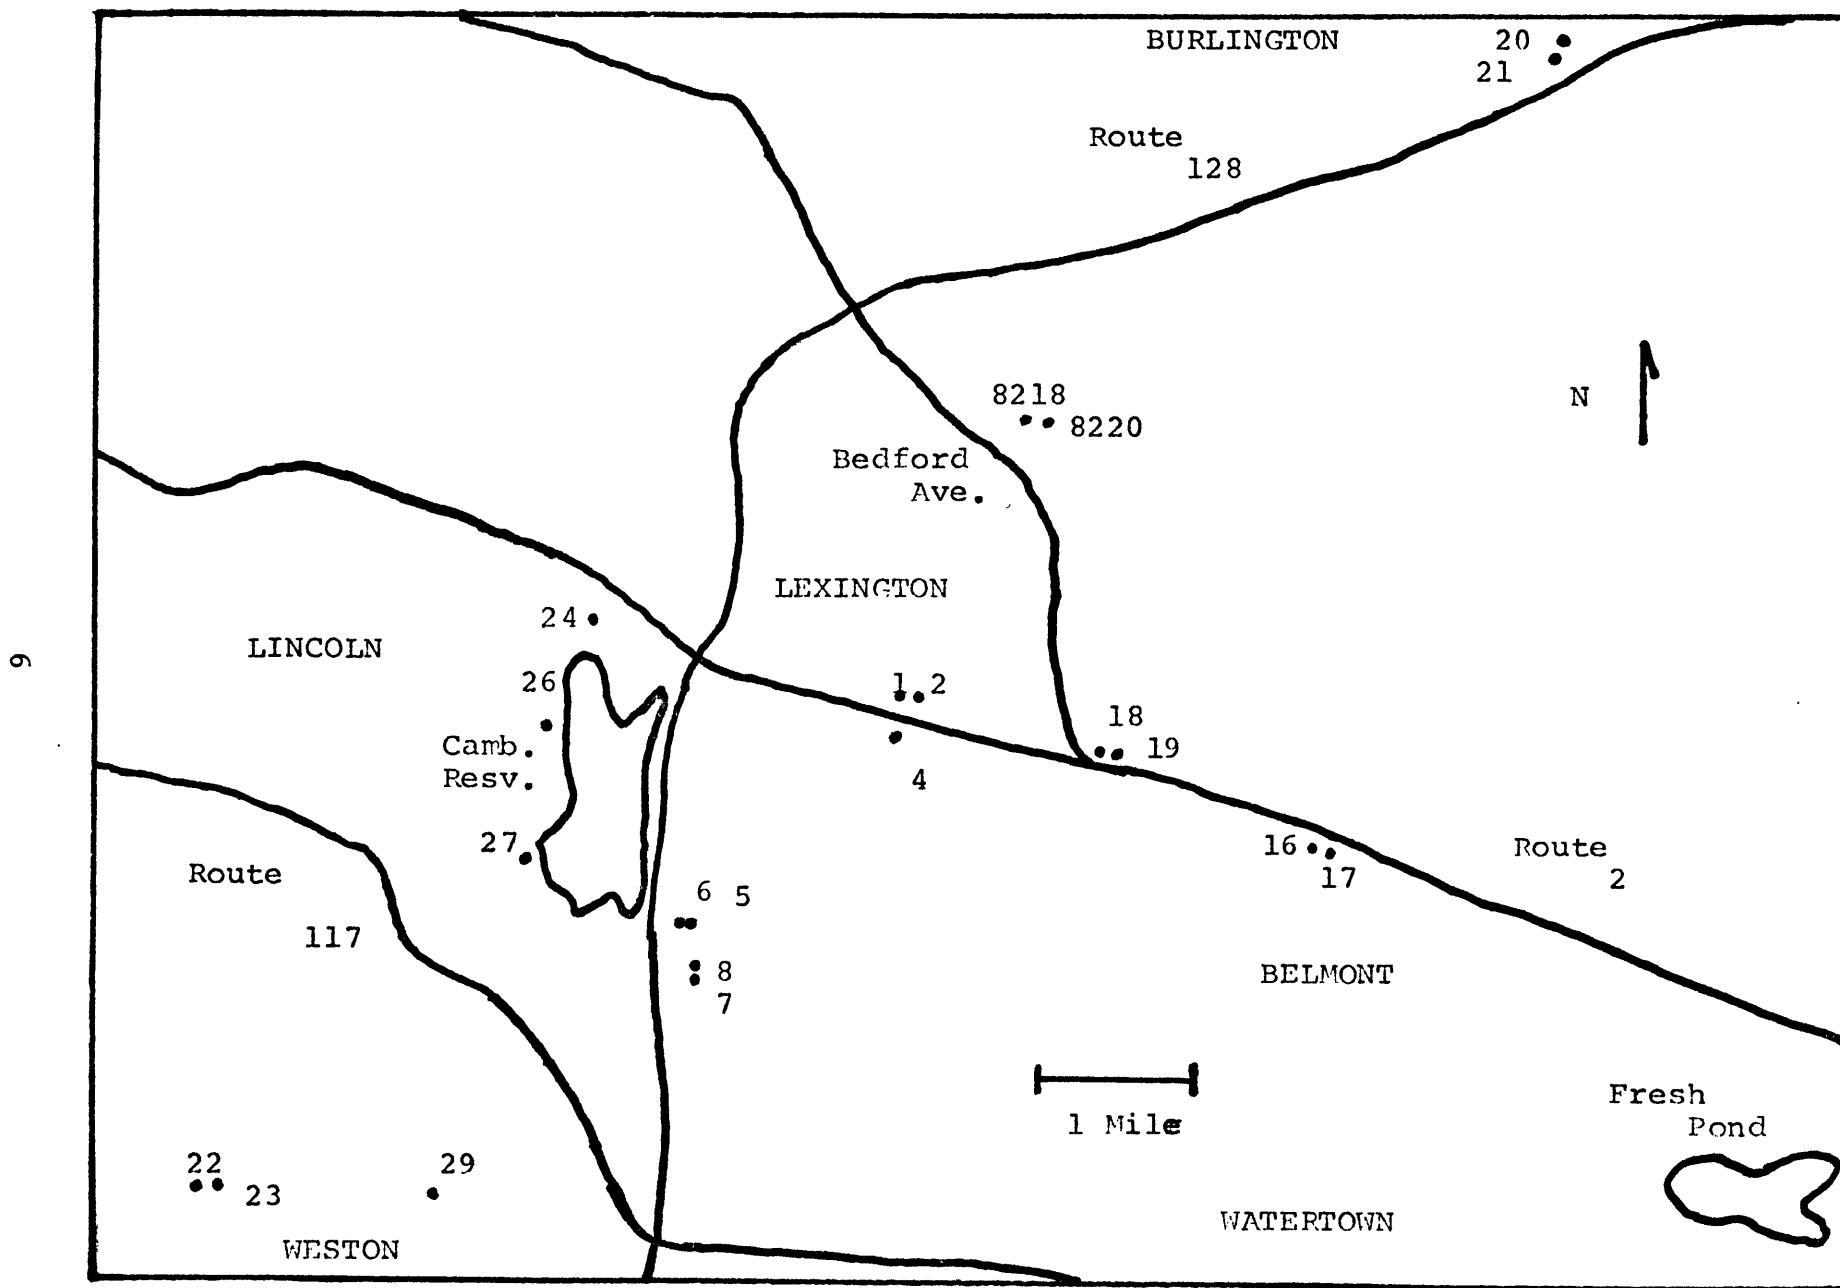 BURLINGTON
20
21
Route
128
8218
8220
N
Bedford
Ave.
LEXINGTON
24
LINCOLN
26
1 2
18
19
Camb.
Resv.
4
27
16
17
Route
2
Route
117
6 5
8
7
BELMONT
1 Mile
Fresh
Pond
22
23
29
WATERTOWN
WESTON
9